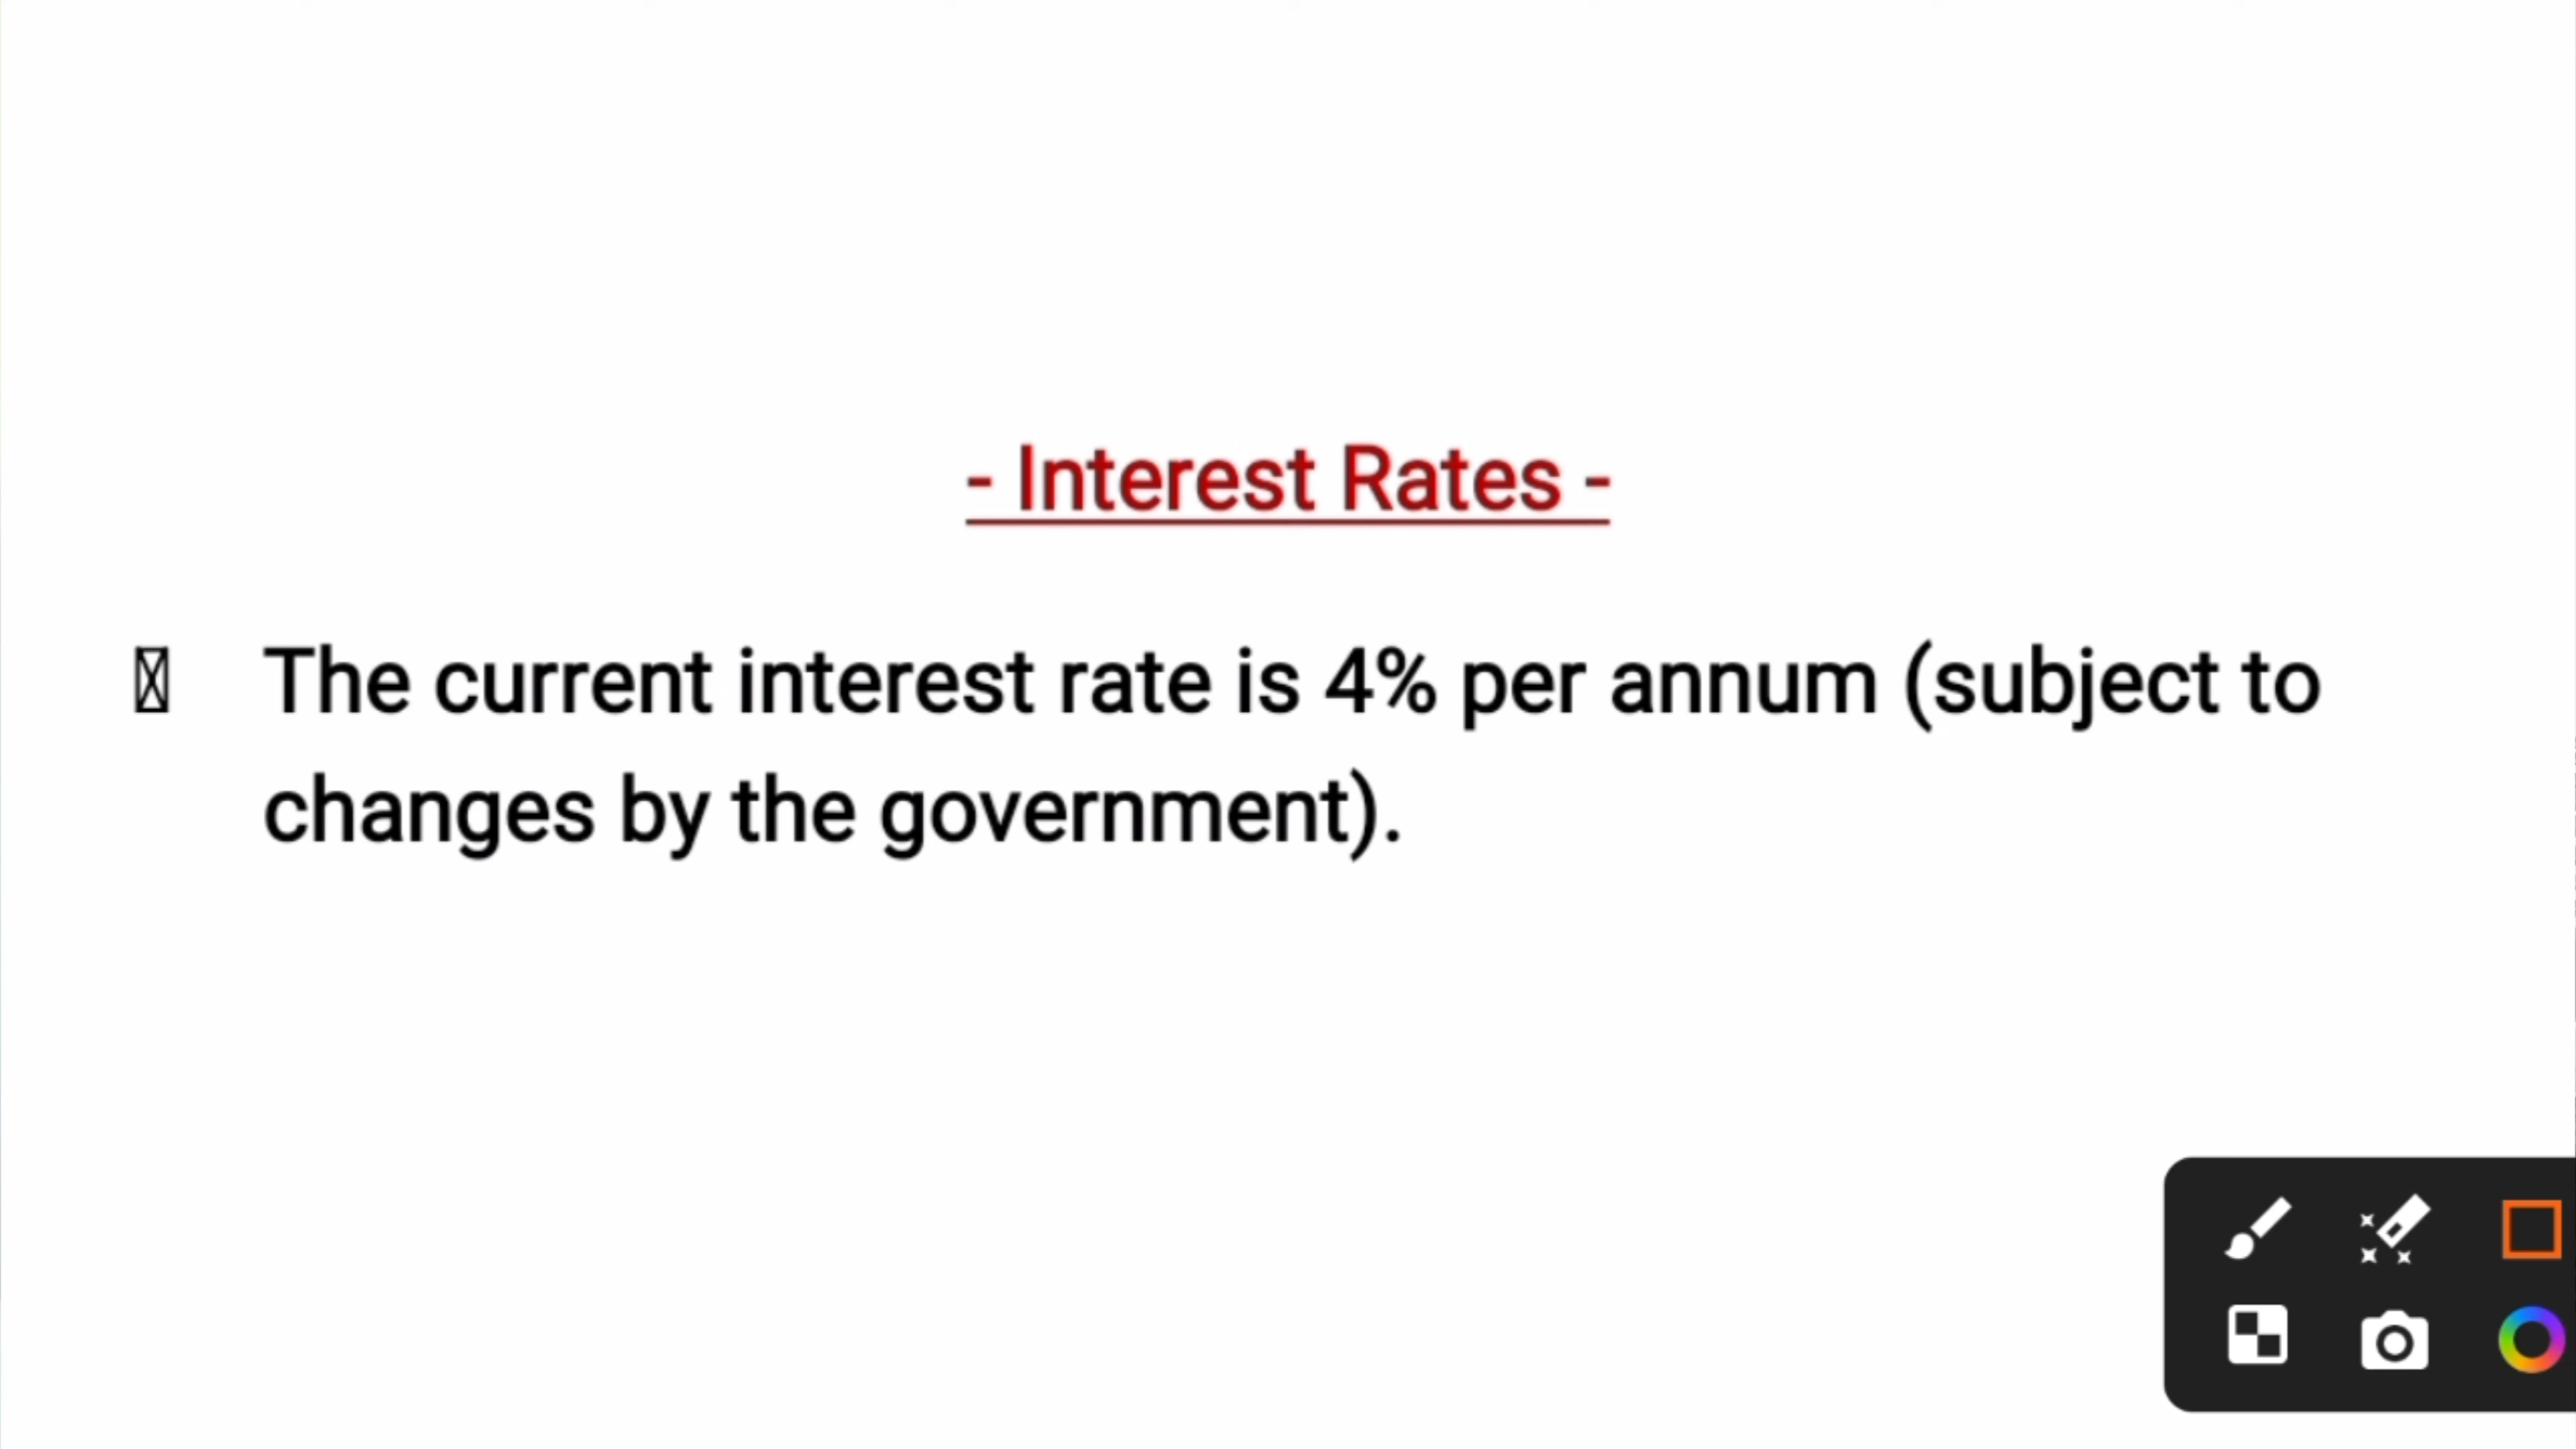 - Interest Rates -
The current interest rate is 4% per annum (subject to
changes by the government).